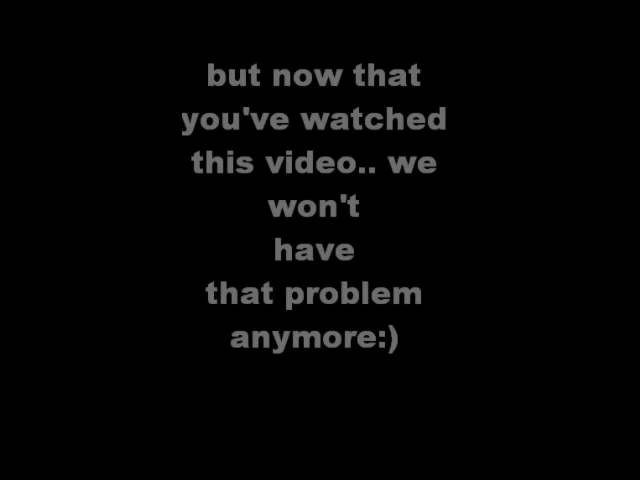 but now that
you've watched
this video.. we
won't
have
that problem
anymore:)